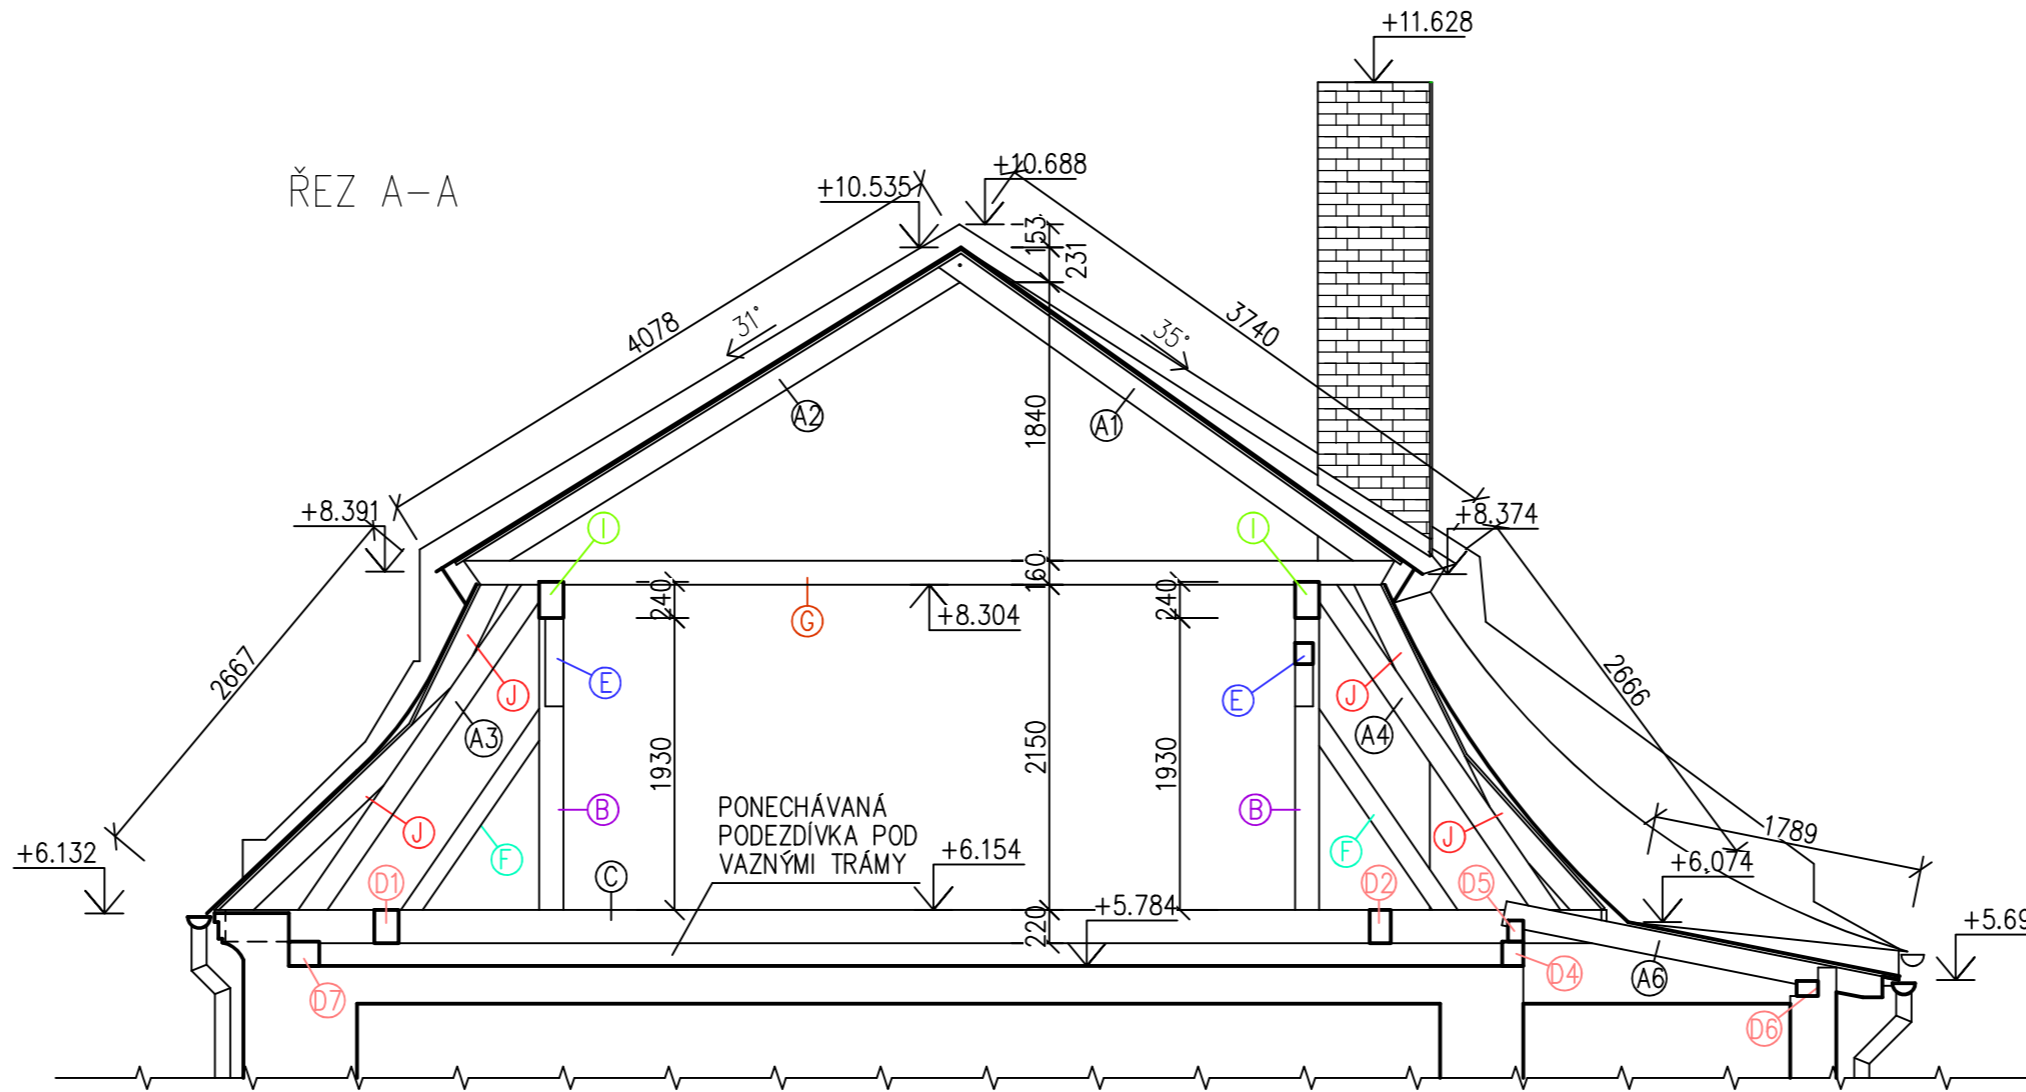 +11.628
+10.688
+10.535
ŘEZ A-A
153
231
4078
31°
35°
3740
A2
A1
1840
+8.391
I
I
+8.374
160
240
240
G
+8.304
2667
J
E
E
J
2666
A3
A4
1930
2150
1930
PONECHÁVANÁ
PODEZDÍVKA POD
VAZNÝMI TRÁMY
B
B
J
F
F
J
1789
+6.132
+6.154
C
D1
D2
D5
+6.074
+5.784
220
+5.69
D7
D4
A6
D6